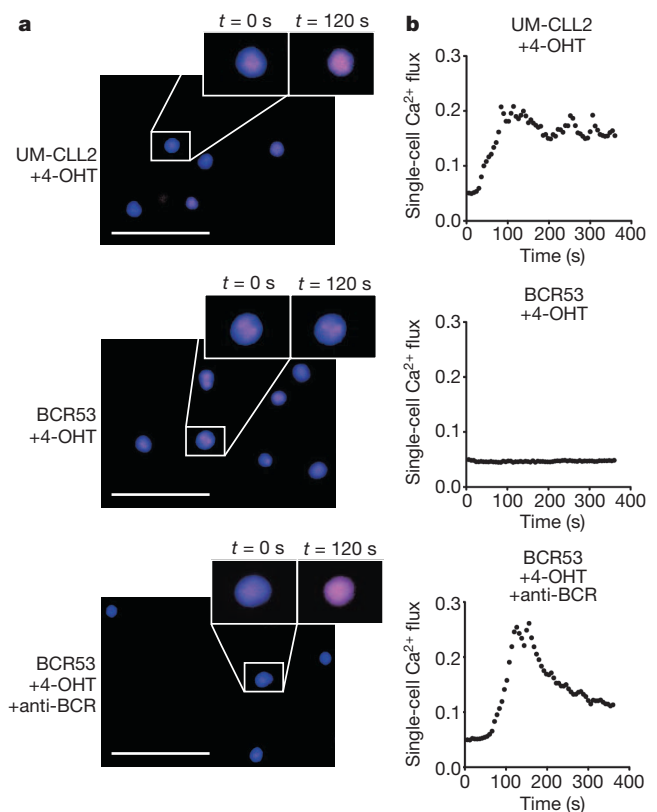 a
t = 0 s
t = 120 s
UM-CLL2
+4-OHT
t = 0 s
t = 120 s
BCR53
+4-OHT
t = 0 s
t = 120 s
BCR53
+4-OHT
+anti-BCR
b
UM-CLL2
+4-OHT
Single-cell Ca²⁺ flux
0.3
0.2
0.1
0.0
0 100 200 300 400
Time (s)
BCR53
+4-OHT
Single-cell Ca²⁺ flux
0.3
0.2
0.1
0.0
0 100 200 300 400
Time (s)
BCR53
+4-OHT
+anti-BCR
Single-cell Ca²⁺ flux
0.3
0.2
0.1
0.0
0 100 200 300 400
Time (s)